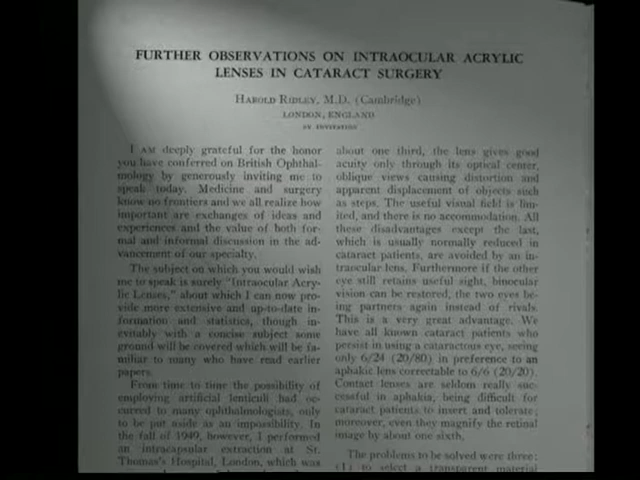 FURTHER OBSERVATIONS ON INTRAOCULAR ACRYLIC
LENSES IN CATARACT SURGERY
HAROLD RIDLEY, M.D. (Cambridge)
LONDON, ENGLAND
BY INVITATION
I AM deeply grateful for the honor
you have conferred on British Ophthal-
mology by generously inviting me to
speak today. Medicine and surgery
know no frontiers and we all realize how
important are exchanges of ideas and
experiences and the value of both for-
mal and informal discussion in the ad-
vancement of our specialty.
The subject on which you would wish
me to speak is surely "Intraocular Acry-
lic Lenses," about which I can now pro-
vide more extensive and up-to-date in-
formation and statistics, though in-
evitably with a concise subject some
ground will be covered which will be fa-
miliar to many who have read earlier
papers.
From time to time the possibility of
employing artificial lenticuli had oc-
curred to many ophthalmologists, only
to be put aside as an impossibility. In
the fall of 1949, however, I performed
an intracapsular extraction at St.
Thomas's Hospital, London, which was
about one third, the lens gives good
acuity only through its optical center,
oblique views causing distortion and
apparent displacement of objects such
as steps. The useful visual field is lim-
ited, and there is no accommodation. All
these disadvantages except the last,
which is usually normally reduced in
cataract patients, are avoided by an in-
traocular lens. Furthermore if the other
eye still retains useful sight, binocular
vision can be restored, the two eyes be-
ing partners again instead of rivals.
This is a very great advantage. We
have all known cataract patients who
persist in using a cataractous eye, seeing
only 6/24 (20/80) in preference to an
aphakic lens correctable to 6/6 (20/20).
Contact lenses are seldom really suc-
cessful in aphakia, being difficult for
cataract patients to insert and tolerate;
moreover, even they magnify the retinal
image by about one sixth.
The problems to be solved were three:
(1) to select a transparent material